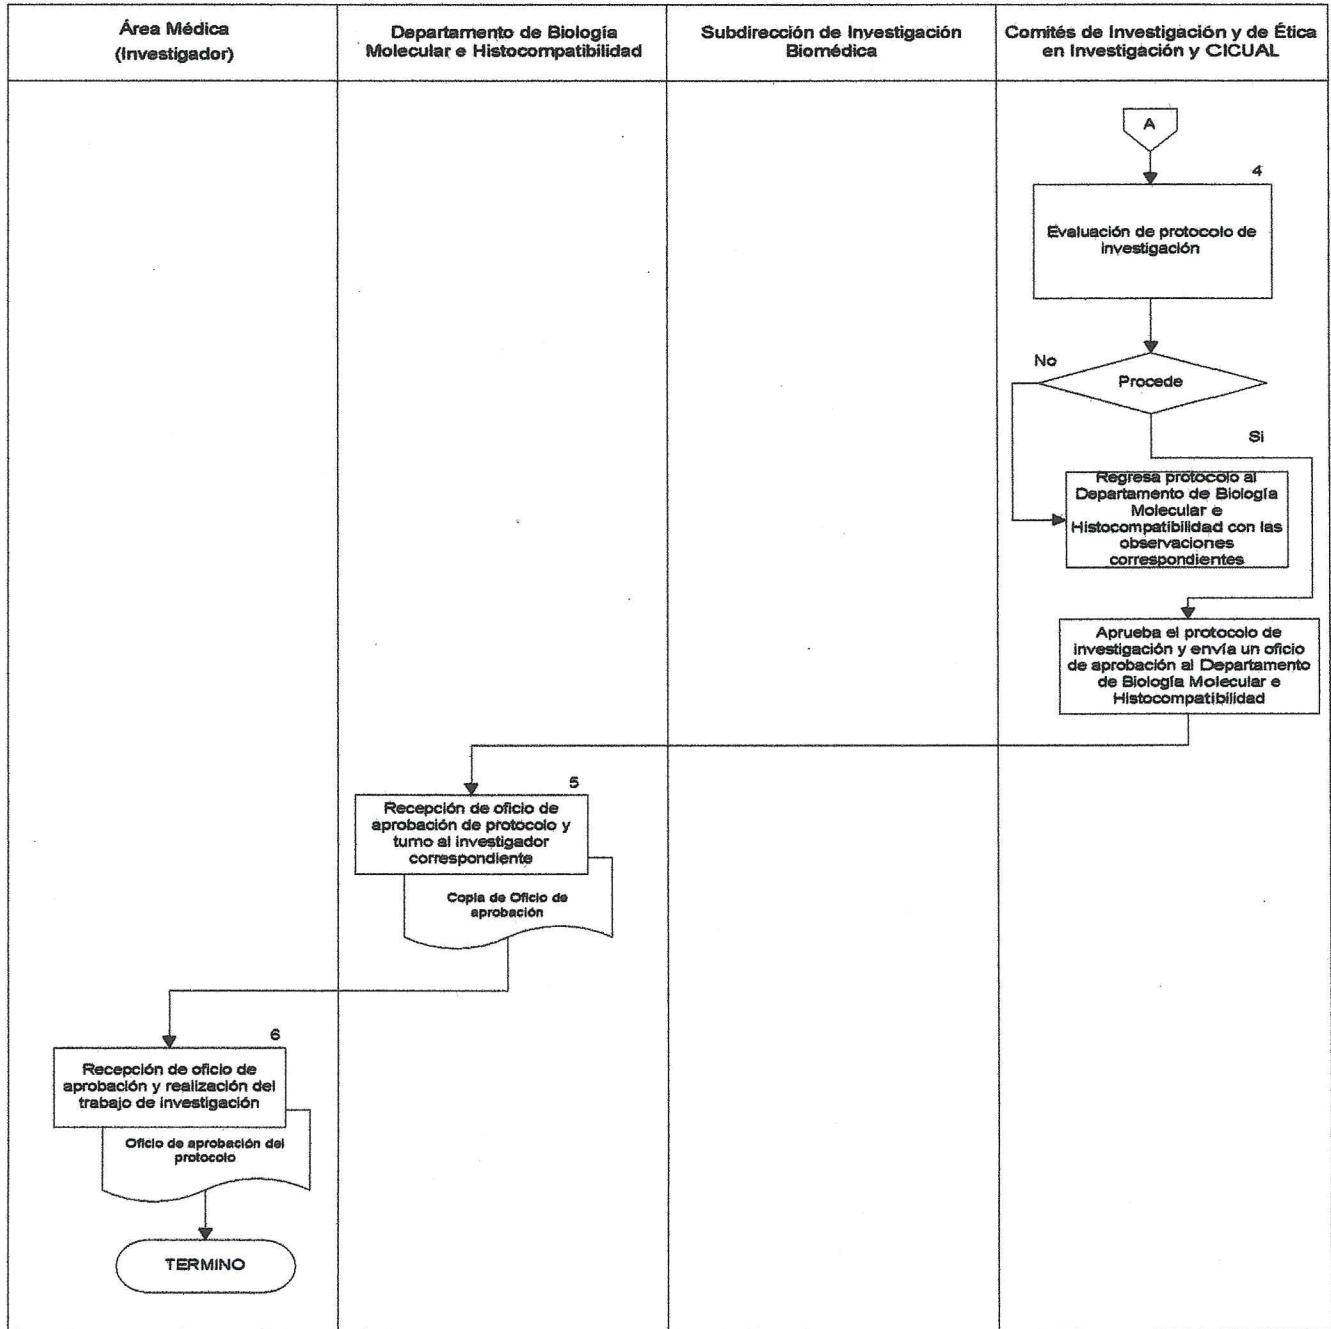 Área Médica
(Investigador)
Departamento de Biología
Molecular e Histocompatibilidad
Subdirección de Investigación
Biomédica
Comités de Investigación y de Ética
en Investigación y CICUAL
A
4
Evaluación de protocolo de
investigación
No
Procede
Si
Regresa protocolo al
Departamento de Biología
Molecular e
Histocompatibilidad con las
observaciones
correspondientes
Aprueba el protocolo de
investigación y envía un oficio
de aprobación al Departamento
de Biología Molecular e
Histocompatibilidad
5
Recepción de oficio de
aprobación de protocolo y
turno al investigador
correspondiente
Copia de Oficio de
aprobación
6
Recepción de oficio de
aprobación y realización del
trabajo de investigación
Oficio de aprobación del
protocolo
TERMINO